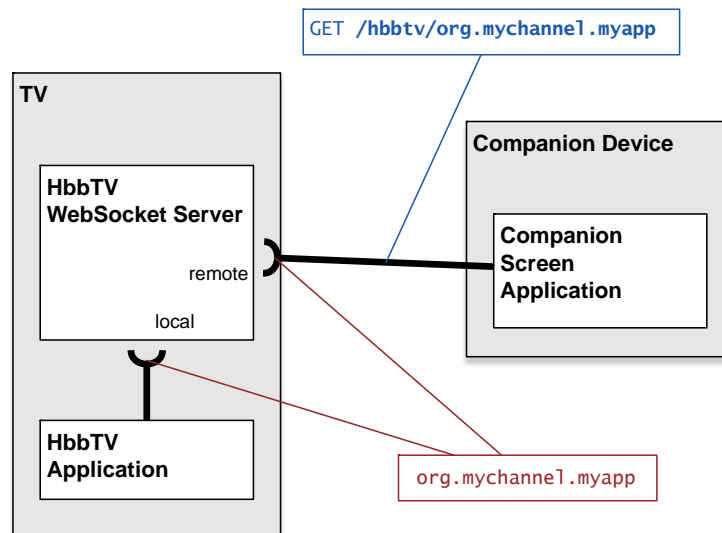 GET /hbbtv/org.mychannel.myapp
TV
HbbTV
WebSocket Server
remote
local
HbbTV
Application
Companion Device
Companion
Screen
Application
org.mychannel.myapp